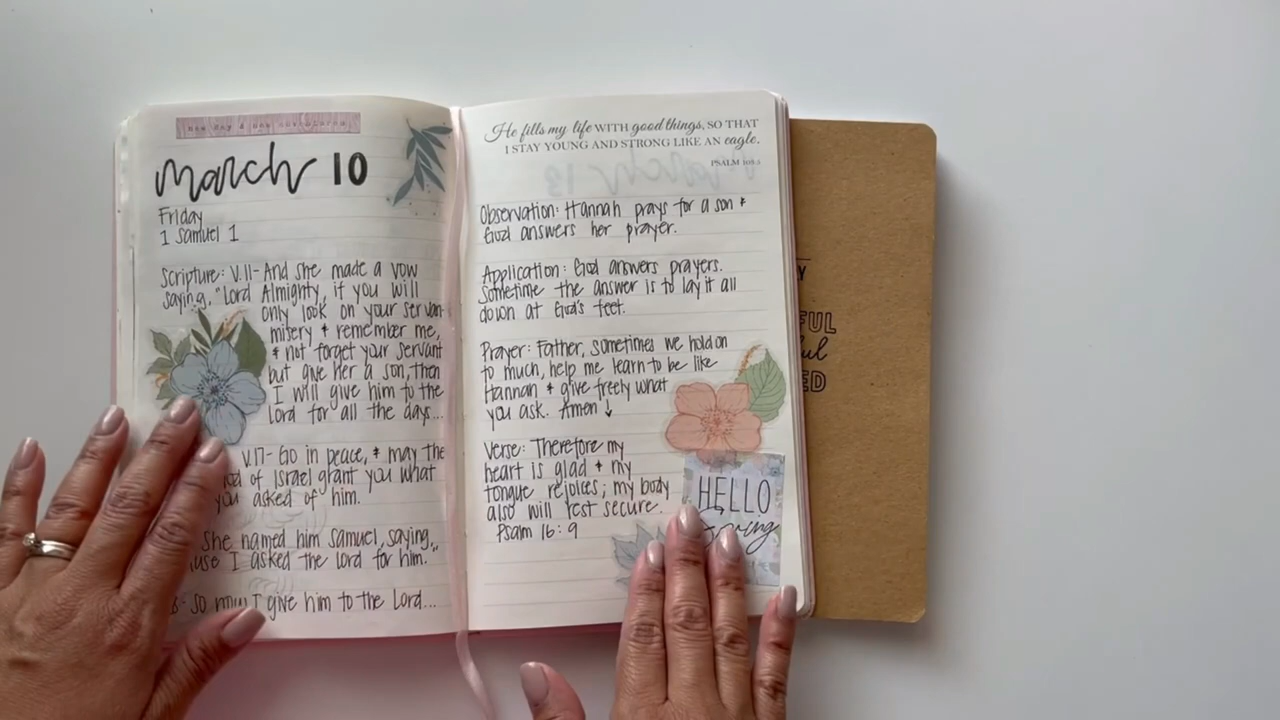 March 10
Friday
1 Samuel 1
Scripture: V.11- And she made a vow
saying, "Lord Almighty, if you will
only look on your servan
misery & remember me,
& not forget your servant
but give her a son, then
I will give him to the
Lord for all the days...
V.17- Go in peace, & may the
of Israel grant you what
you asked of him.
She named him Samuel, saying,
I asked the Lord for him.
So now I give him to the Lord...
He fills my life WITH good things, SO THAT
I STAY YOUNG AND STRONG LIKE AN eagle.
PSALM 103:5
Observation: Hannah prays for a son &
God answers her prayer.
Application: God answers prayers.
Sometime the answer is to lay it all
down at God's feet.
Prayer: Father, sometimes we hold on
to much, help me learn to be like
Hannah & give freely what
you ask. Amen ↓
Verse: Therefore my
heart is glad & my
tongue rejoices; my body
also will rest secure.
Psalm 16:9
HELLO